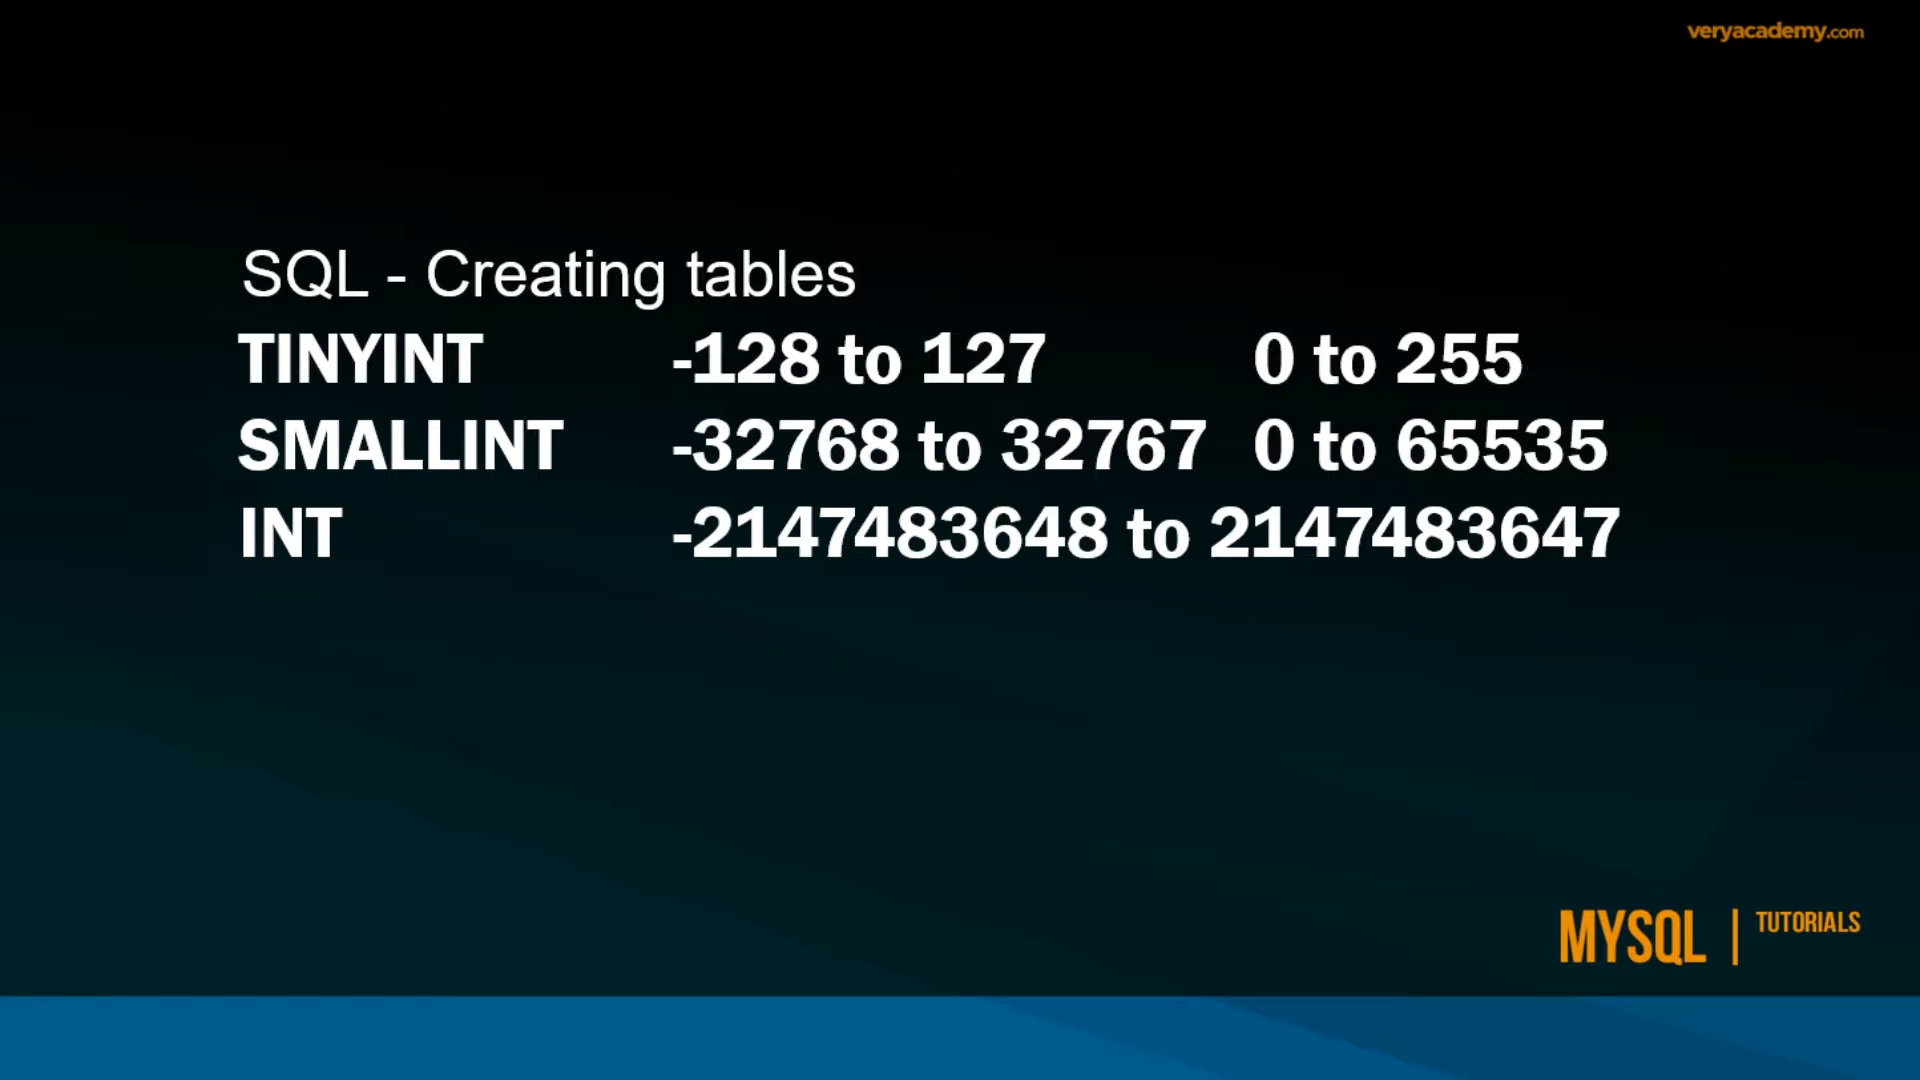 veryacademy.com
SQL - Creating tables
TINYINT -128 to 127 0 to 255
SMALLINT -32768 to 32767 0 to 65535
INT -2147483648 to 2147483647
MYSQL | TUTORIALS